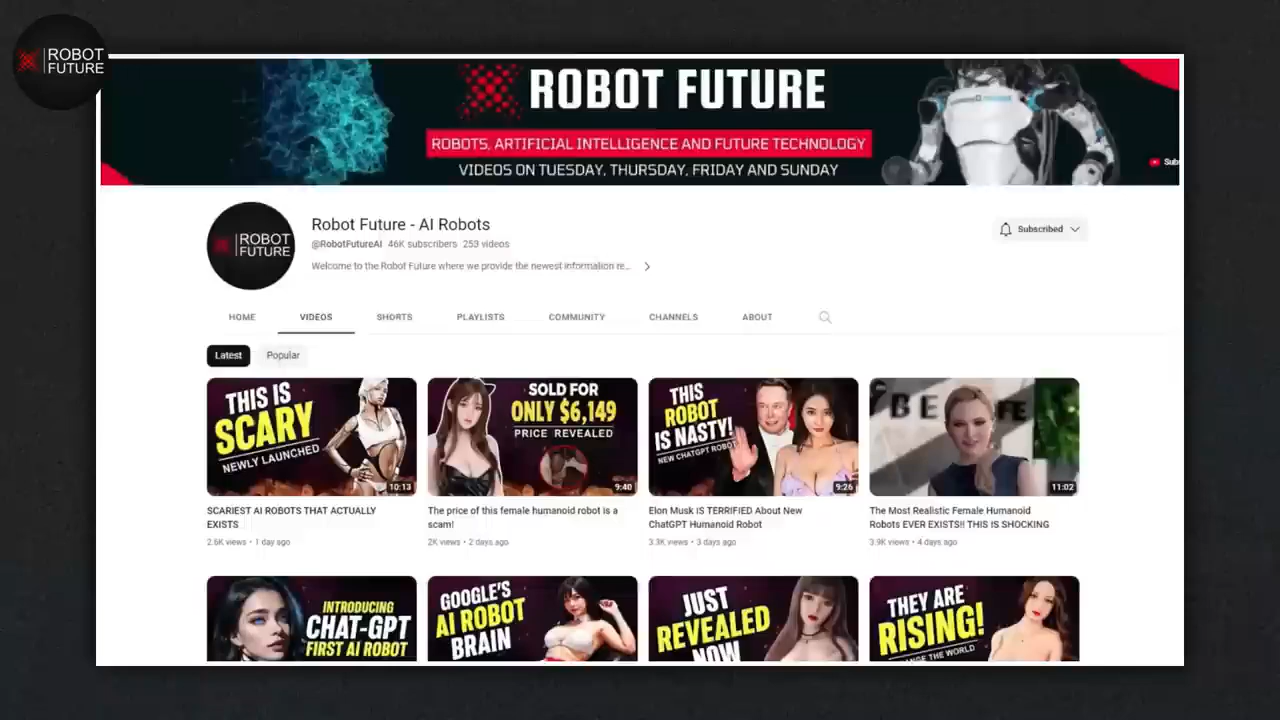 ROBOT
FUTURE
ROBOT FUTURE
ROBOTS, ARTIFICIAL INTELLIGENCE AND FUTURE TECHNOLOGY
VIDEOS ON TUESDAY, THURSDAY, FRIDAY AND SUNDAY
Sub
ROBOT
FUTURE
Robot Future - AI Robots
@RobotFutureAI 46K subscribers 253 videos
Welcome to the Robot Future where we provide the newest information re...
Subscribed
HOME VIDEOS SHORTS PLAYLISTS COMMUNITY CHANNELS ABOUT
Latest Popular
THIS IS
SCARY
NEWLY LAUNCHED
10:13
SOLD FOR
ONLY $6,149
PRICE REVEALED
9:40
THIS
ROBOT
IS NASTY!
NEW CHATGPT ROBOT
9:26
BE FE
11:02
SCARIEST AI ROBOTS THAT ACTUALLY
EXISTS
2.6K views • 1 day ago
The price of this female humanoid robot is a
scam!
2K views • 2 days ago
Elon Musk IS TERRIFIED About New
ChatGPT Humanoid Robot
3.3K views • 3 days ago
The Most Realistic Female Humanoid
Robots EVER EXISTS!! THIS IS SHOCKING
3.9K views • 4 days ago
INTRODUCING
CHAT-GPT
FIRST AI ROBOT
GOOGLE'S
AI ROBOT
BRAIN
JUST
REVEALED
NOW
THEY ARE
RISING!
THE WORLD